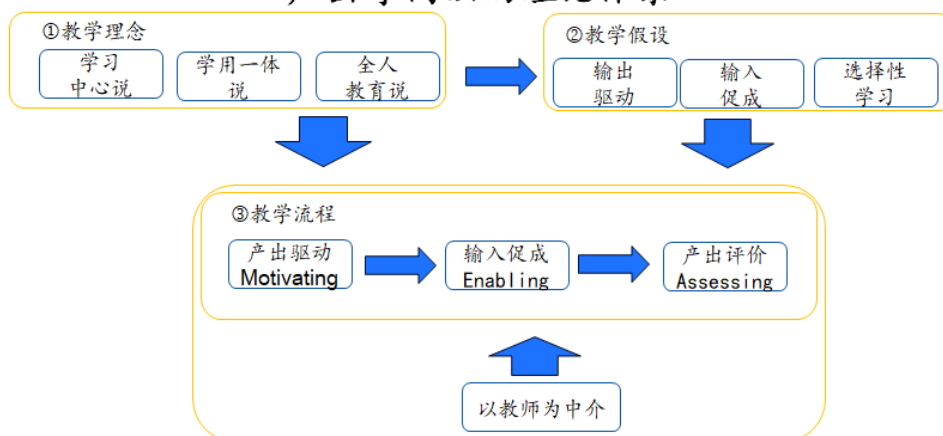 ①教学理念
学习
中心说
学用一体
说
全人
教育说
②教学假设
输出
驱动
输入
促成
选择性
学习
③教学流程
产出驱动
Motivating
输入促成
Enabling
产出评价
Assessing
以教师为中介